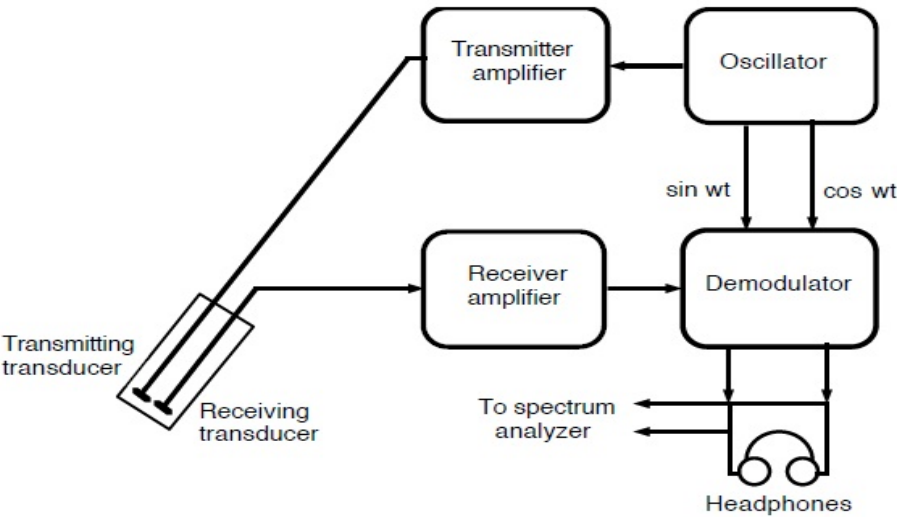 Transmitter
amplifier
Oscillator
sin wt
cos wt
Receiver
amplifier
Demodulator
Transmitting
transducer
Receiving
transducer
To spectrum
analyzer
Headphones